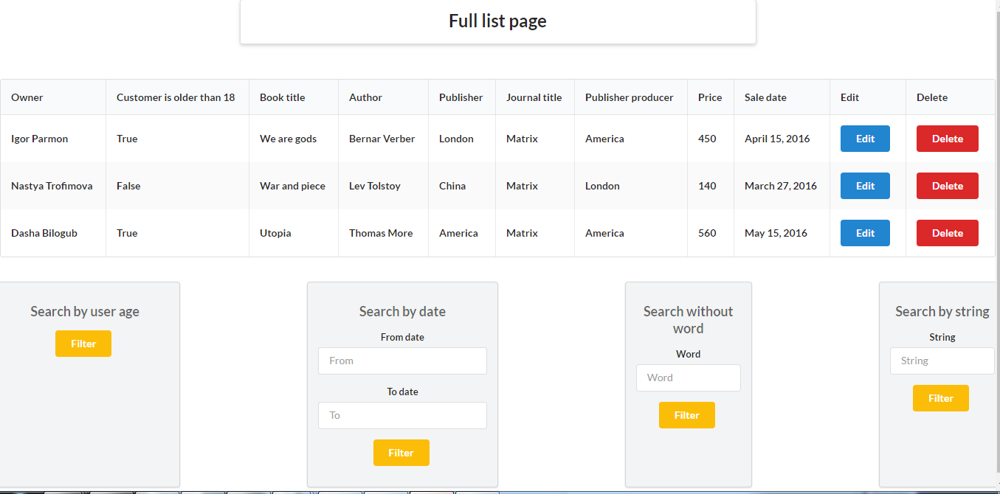 Full list page
Owner Customer is older than 18 Book title Author Publisher Journal title Publisher producer Price Sale date Edit Delete
Igor Parmon True We are gods Bernar Verber London Matrix America 450 April 15, 2016 Edit Delete
Nastya Trofimova False War and piece Lev Tolstoy China Matrix London 140 March 27, 2016 Edit Delete
Dasha Bilogub True Utopia Thomas More America Matrix America 560 May 15, 2016 Edit Delete
Search by user age
Filter
Search by date
From date
From
To date
To
Filter
Search without
word
Word
Word
Filter
Search by string
String
String
Filter